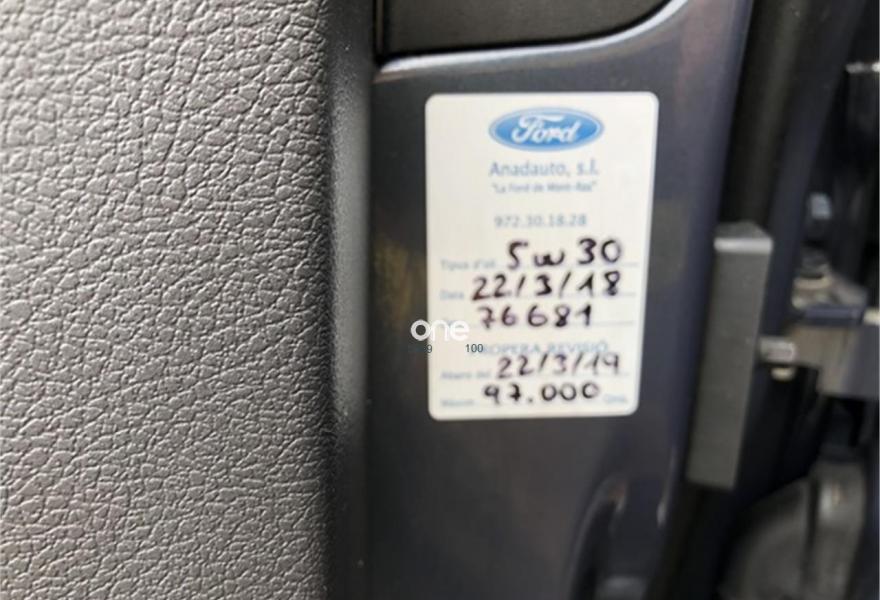 Ford
Anadauto, s.l.
"La Ford de Mont-Ras"
972.30.18.28
Tipus d'oli 5W30
Data 22/3/18
76681
one
9 100
PROPERA REVISIÓ
Abans del 22/3/19
Màxim 97.000 Qms.